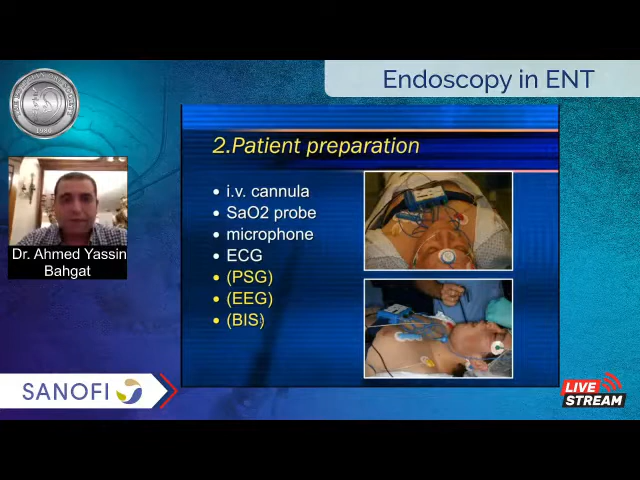 Endoscopy in ENT
1986
2.Patient preparation
• i.v. cannula
• SaO2 probe
• microphone
• ECG
• (PSG)
• (EEG)
• (BIS)
Dr. Ahmed Yassin
Bahgat
SANOFI
LIVE
STREAM